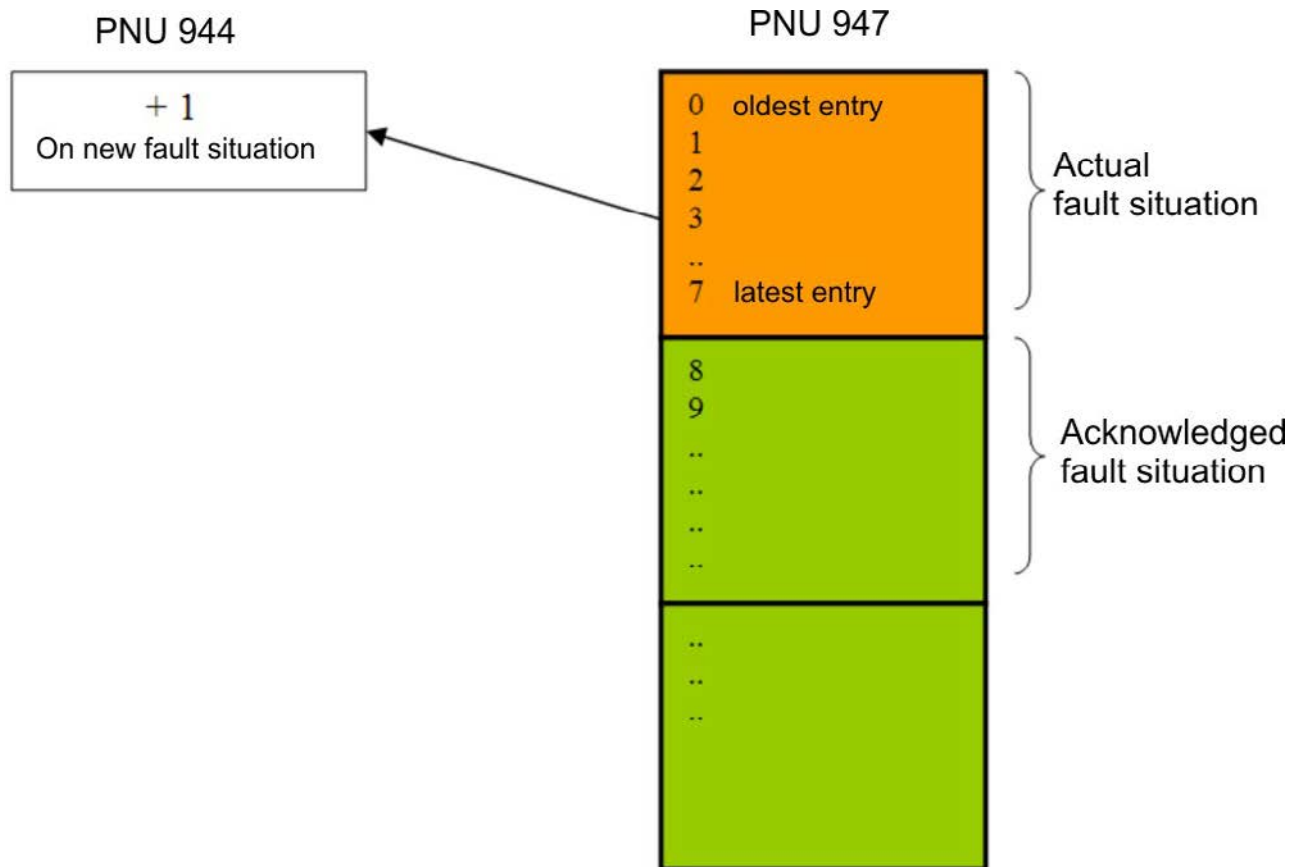 PNU 944
PNU 947
+ 1
On new fault situation
0 oldest entry
1
2
3
..
7 latest entry
Actual
fault situation
8
9
..
..
..
..
Acknowledged
fault situation
..
..
..